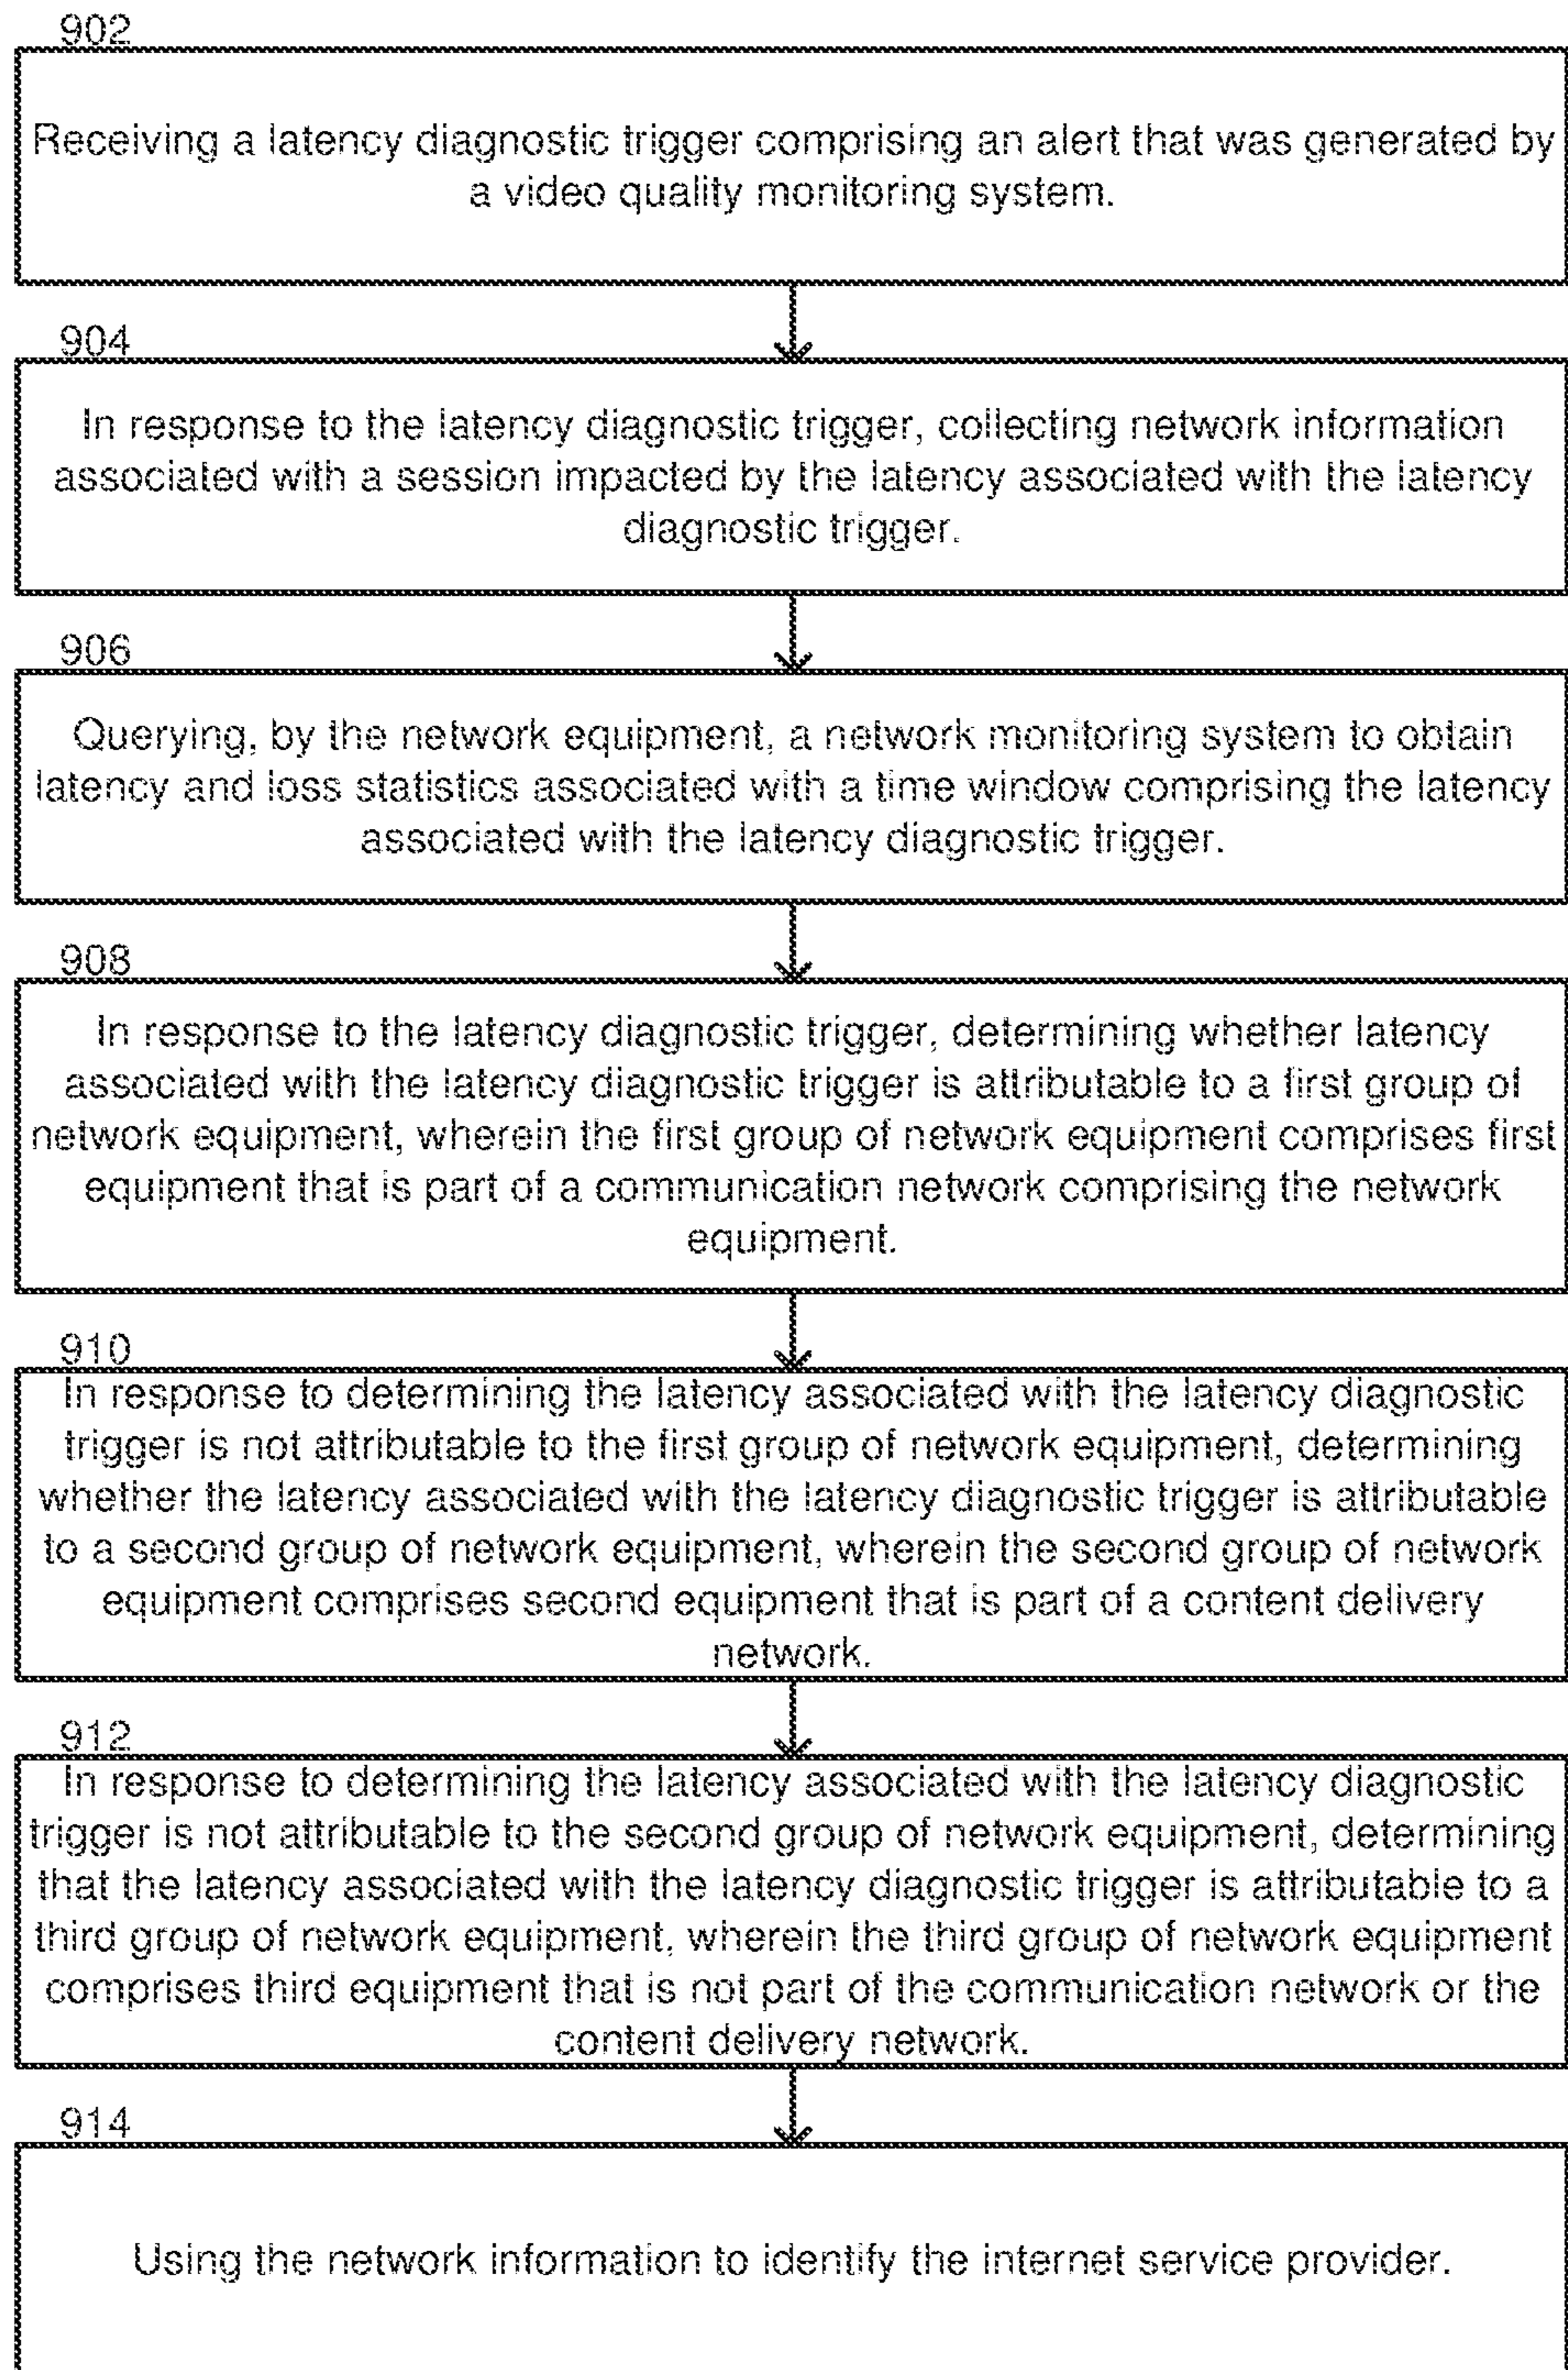 902
Receiving a latency diagnostic trigger comprising an alert that was generated by
a video quality monitoring system.
904
In response to the latency diagnostic trigger, collecting network information
associated with a session impacted by the latency associated with the latency
diagnostic trigger.
906
Querying, by the network equipment, a network monitoring system to obtain
latency and loss statistics associated with a time window comprising the latency
associated with the latency diagnostic trigger.
908
In response to the latency diagnostic trigger, determining whether latency
associated with the latency diagnostic trigger is attributable to a first group of
network equipment, wherein the first group of network equipment comprises first
equipment that is part of a communication network comprising the network
equipment.
910
In response to determining the latency associated with the latency diagnostic
trigger is not attributable to the first group of network equipment, determining
whether the latency associated with the latency diagnostic trigger is attributable
to a second group of network equipment, wherein the second group of network
equipment comprises second equipment that is part of a content delivery
network.
912
In response to determining the latency associated with the latency diagnostic
trigger is not attributable to the second group of network equipment, determining
that the latency associated with the latency diagnostic trigger is attributable to a
third group of network equipment, wherein the third group of network equipment
comprises third equipment that is not part of the communication network or the
content delivery network.
914
Using the network information to identify the internet service provider.